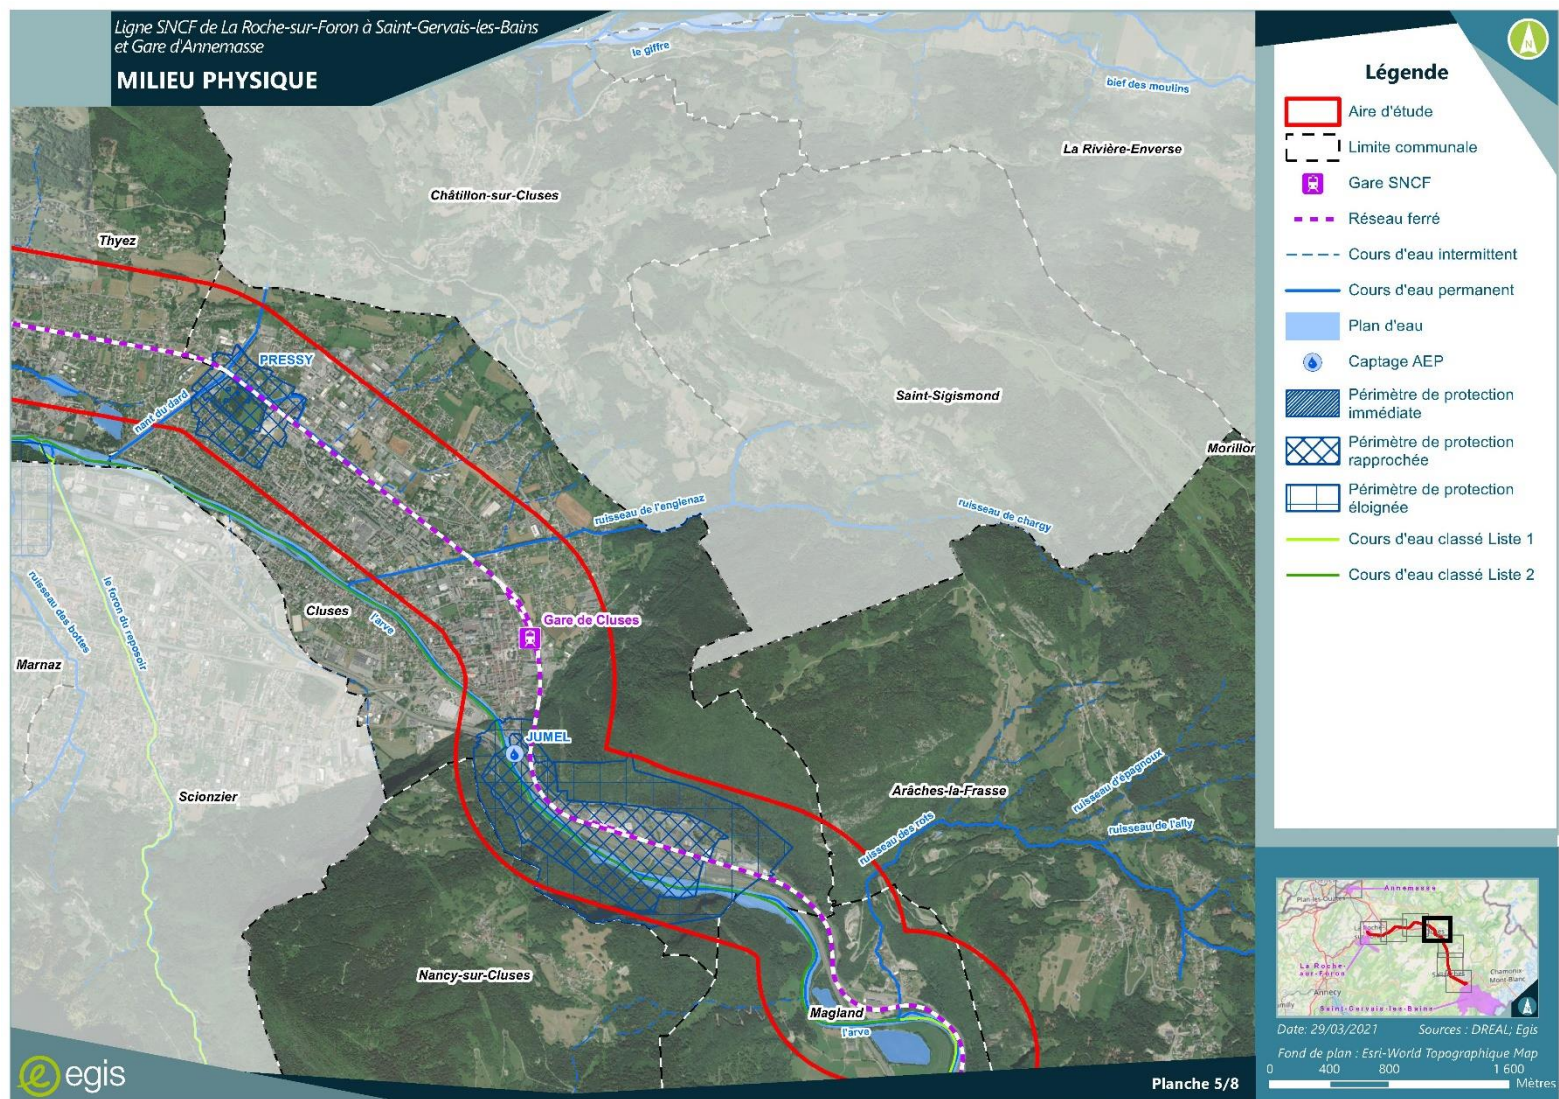 Ligne SNCF de La Roche-sur-Foron à Saint-Gervais-les-Bains
et Gare d'Annemasse
MILIEU PHYSIQUE
le giffre
bief des moulins
La Rivière-Enverse
Châtillon-sur-Cluses
Thyez
PRESSY
nant du dard
Saint-Sigismond
Morillon
ruisseau de l'englenaz
ruisseau de chargy
Cluses
l'arve
Gare de Cluses
ruisseau des bottes
le foron du reposoir
Marnaz
JUMEL
Scionzier
Arâches-la-Frasse
ruisseau d'épagnoux
ruisseau des rots
ruisseau de l'ally
Nancy-sur-Cluses
Magland
l'arve
egis
Planche 5/8
N
Légende
Aire d'étude
Limite communale
Gare SNCF
Réseau ferré
Cours d'eau intermittent
Cours d'eau permanent
Plan d'eau
Captage AEP
Périmètre de protection
immédiate
Périmètre de protection
rapprochée
Périmètre de protection
éloignée
Cours d'eau classé Liste 1
Cours d'eau classé Liste 2
Annemasse
Plan-les-Ouates
La Roche-
sur-Foron
Annecy
Chamonix
Mont-Blanc
Saint-Gervais-les-Bains
Date: 29/03/2021
Sources : DREAL; Egis
Fond de plan : Esri-World Topographique Map
0 400 800 1 600
Mètres